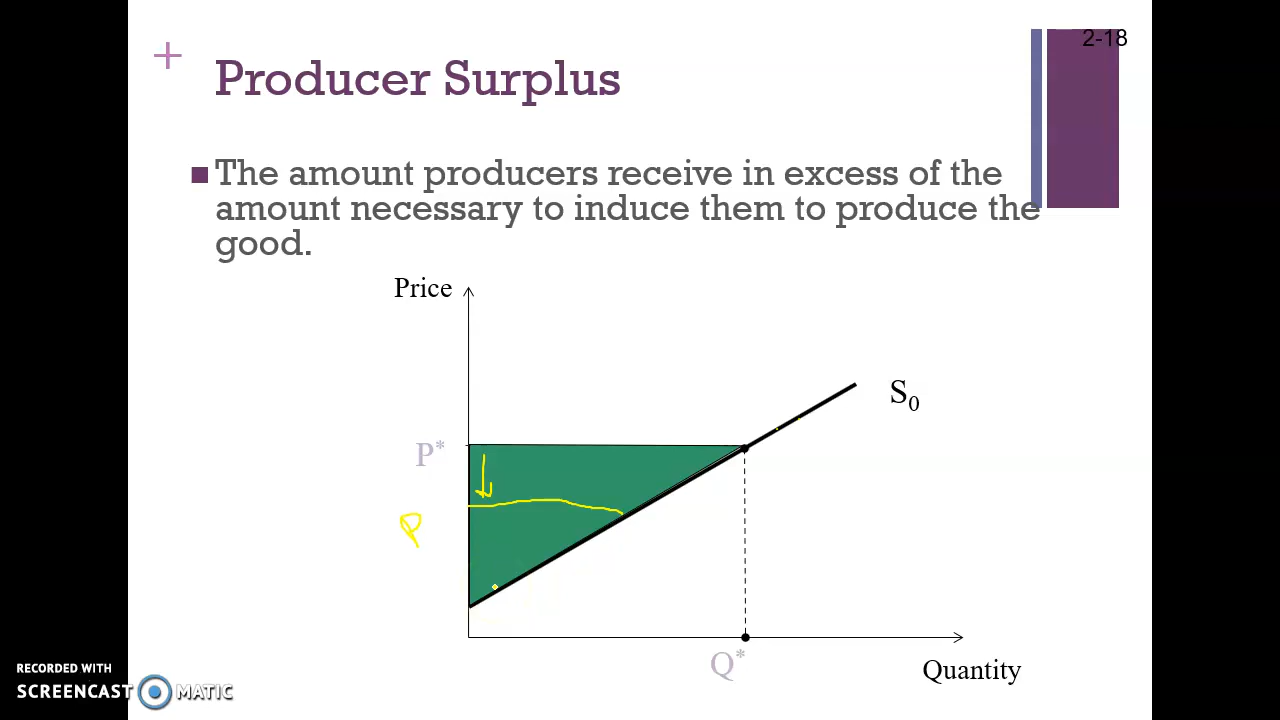 2-18
+
Producer Surplus
The amount producers receive in excess of the
amount necessary to induce them to produce the
good.
Price
S₀
P*
P
Q*
Quantity
RECORDED WITH
SCREENCAST MATIC